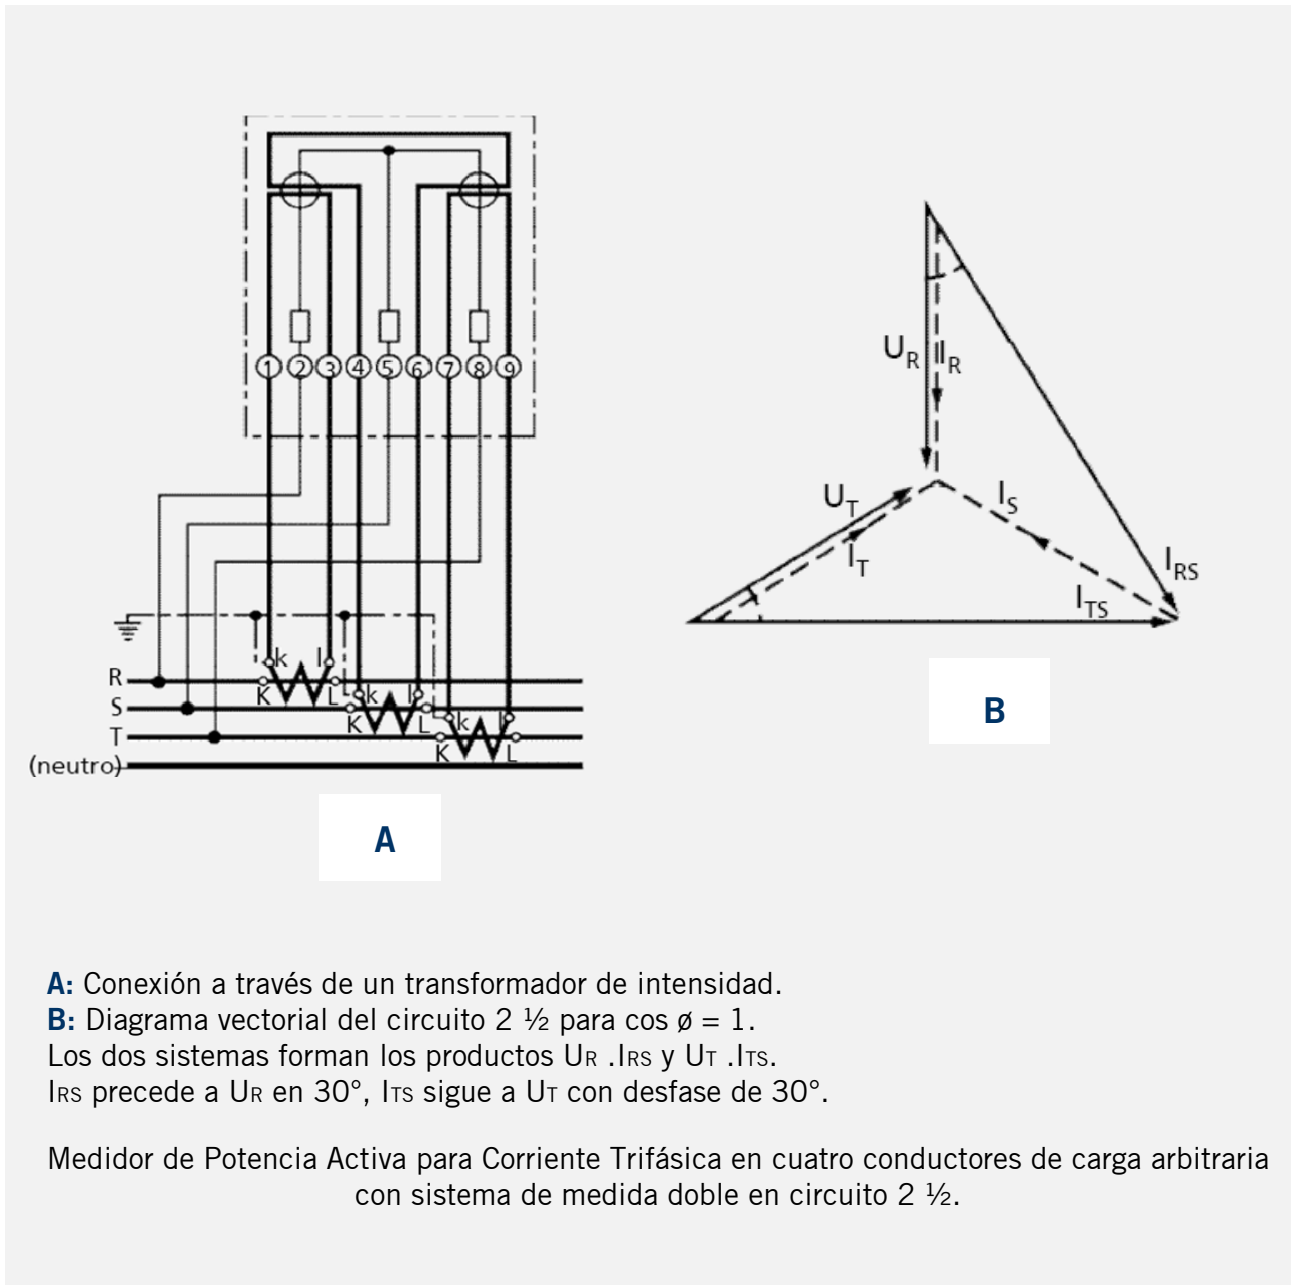 1 2 3 4 5 6 7 8 9
U_R I_R
U_T I_S
I_T I_RS
I_TS
k l
R K L k l
S K L k l
T K L
(neutro)
B
A
A: Conexión a través de un transformador de intensidad.
B: Diagrama vectorial del circuito 2 ½ para cos ø = 1.
Los dos sistemas forman los productos UR .IRS y UT .ITS.
IRS precede a UR en 30°, ITS sigue a UT con desfase de 30°.
Medidor de Potencia Activa para Corriente Trifásica en cuatro conductores de carga arbitraria
con sistema de medida doble en circuito 2 ½.